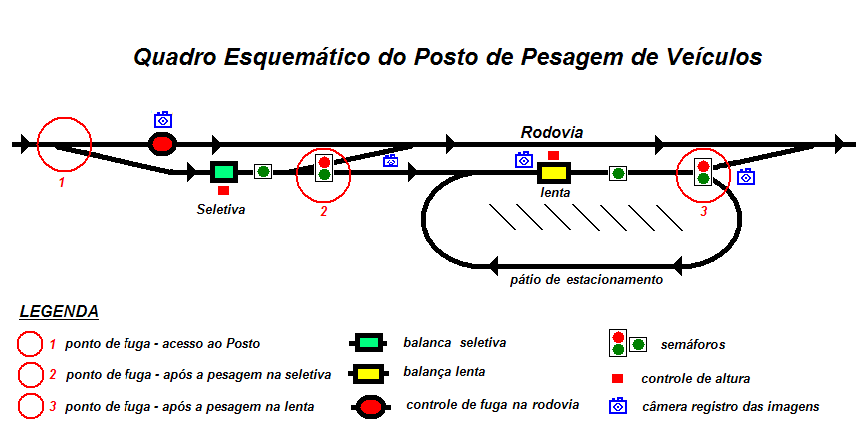 Quadro Esquemático do Posto de Pesagem de Veículos
Rodovia
1
Seletiva
2
lenta
3
pátio de estacionamento
LEGENDA
1 ponto de fuga - acesso ao Posto
balanca seletiva
semáforos
2 ponto de fuga - após a pesagem na seletiva
balança lenta
controle de altura
3 ponto de fuga - após a pesagem na lenta
controle de fuga na rodovia
câmera registro das imagens